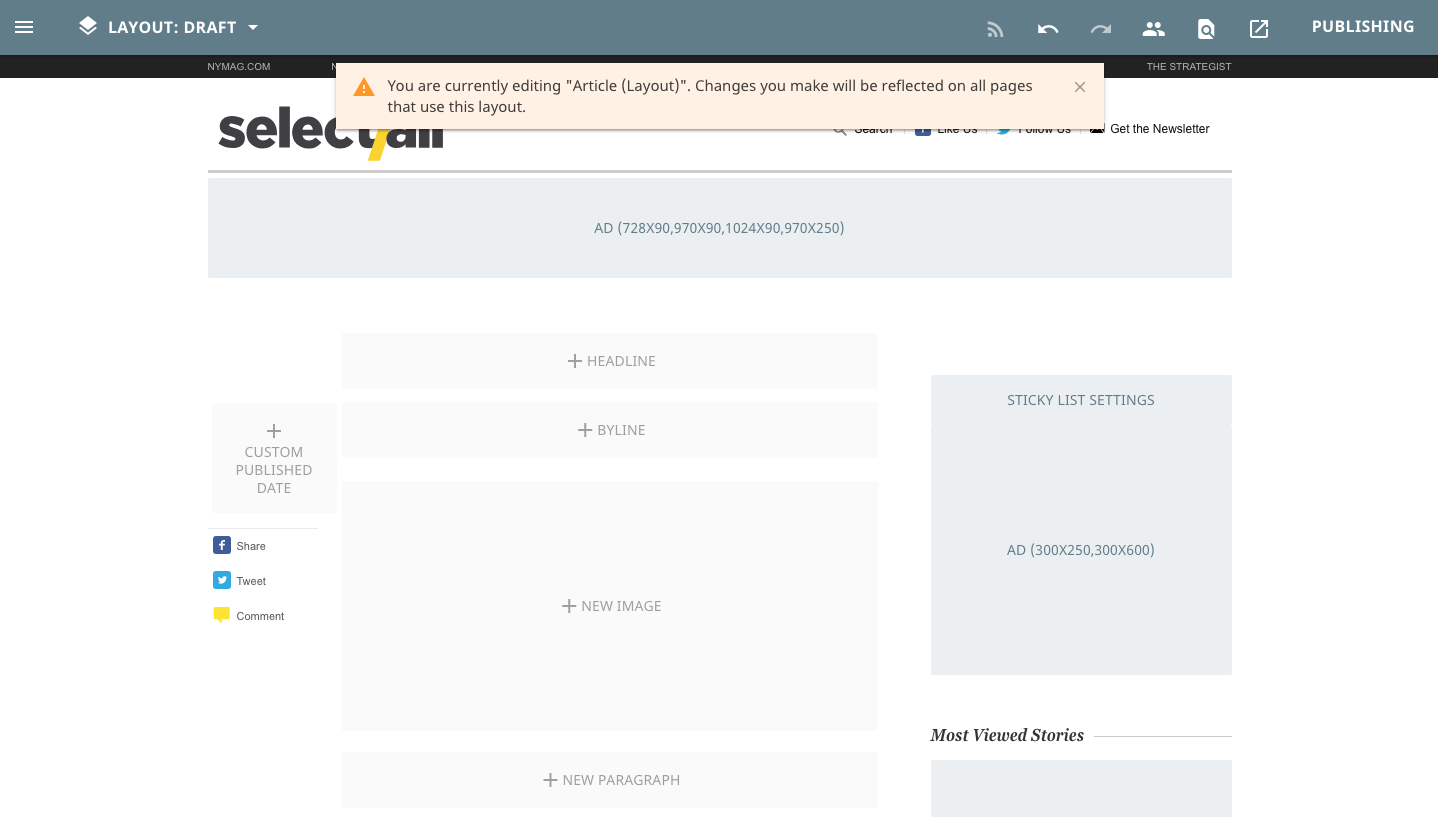 LAYOUT: DRAFT
PUBLISHING
NYMAG.COM
THE STRATEGIST
You are currently editing "Article (Layout)". Changes you make will be reflected on all pages
that use this layout.
select/all
Search
Like Us
Follow Us
Get the Newsletter
AD (728X90,970X90,1024X90,970X250)
HEADLINE
BYLINE
CUSTOM
PUBLISHED
DATE
Share
Tweet
Comment
NEW IMAGE
NEW PARAGRAPH
STICKY LIST SETTINGS
AD (300X250,300X600)
Most Viewed Stories